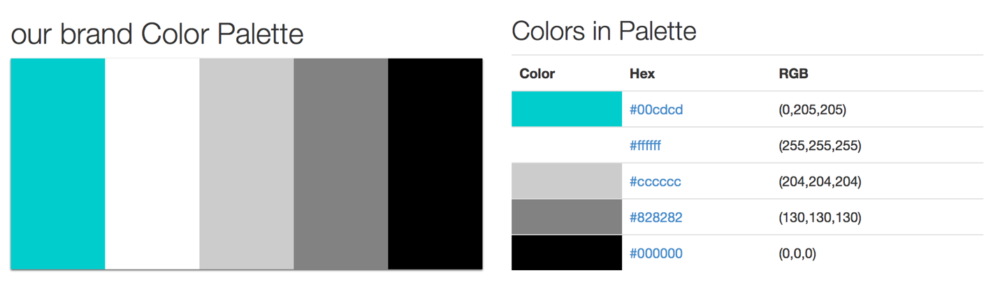 our brand Color Palette
Colors in Palette
Color Hex RGB
#00cdcd (0,205,205)
#ffffff (255,255,255)
#cccccc (204,204,204)
#828282 (130,130,130)
#000000 (0,0,0)